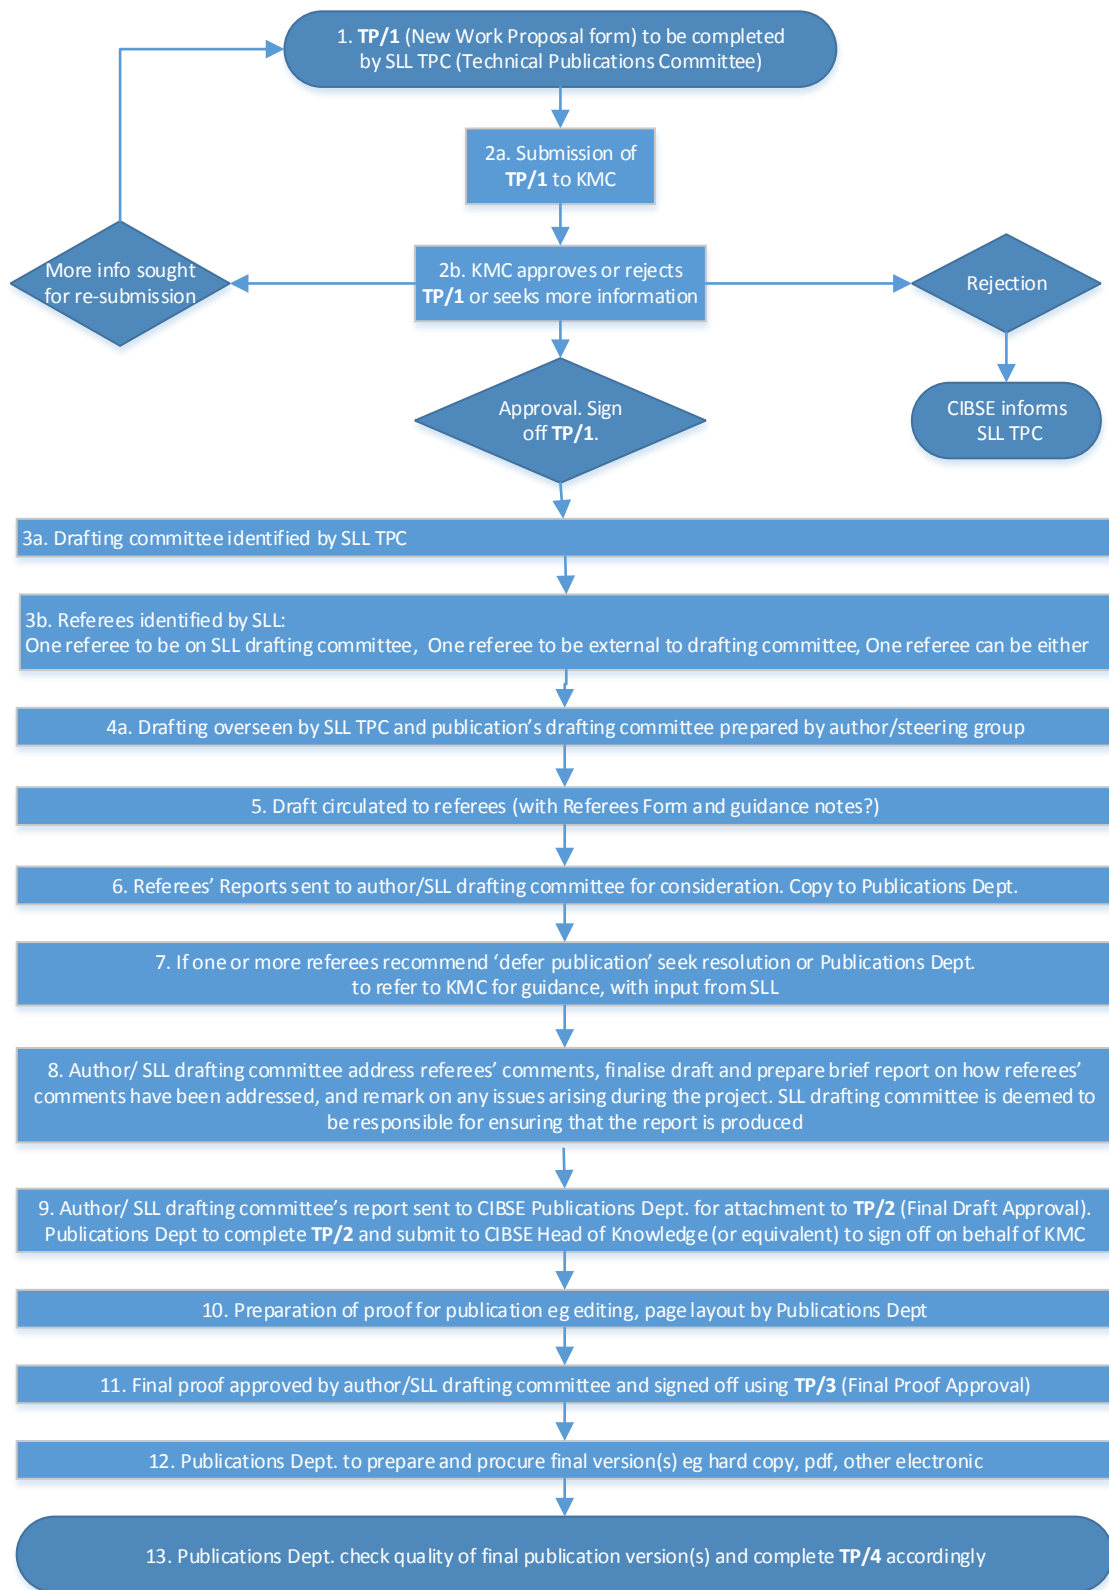 1. TP/1 (New Work Proposal form) to be completed
by SLL TPC (Technical Publications Committee)
2a. Submission of
TP/1 to KMC
More info sought
for re-submission
2b. KMC approves or rejects
TP/1 or seeks more information
Rejection
Approval. Sign
off TP/1.
CIBSE informs
SLL TPC
3a. Drafting committee identified by SLL TPC
3b. Referees identified by SLL:
One referee to be on SLL drafting committee, One referee to be external to drafting committee, One referee can be either
4a. Drafting overseen by SLL TPC and publication’s drafting committee prepared by author/steering group
5. Draft circulated to referees (with Referees Form and guidance notes?)
6. Referees’ Reports sent to author/SLL drafting committee for consideration. Copy to Publications Dept.
7. If one or more referees recommend ‘defer publication’ seek resolution or Publications Dept.
to refer to KMC for guidance, with input from SLL
8. Author/ SLL drafting committee address referees’ comments, finalise draft and prepare brief report on how referees’
comments have been addressed, and remark on any issues arising during the project. SLL drafting committee is deemed to
be responsible for ensuring that the report is produced
9. Author/ SLL drafting committee’s report sent to CIBSE Publications Dept. for attachment to TP/2 (Final Draft Approval).
Publications Dept to complete TP/2 and submit to CIBSE Head of Knowledge (or equivalent) to sign off on behalf of KMC
10. Preparation of proof for publication eg editing, page layout by Publications Dept
11. Final proof approved by author/SLL drafting committee and signed off using TP/3 (Final Proof Approval)
12. Publications Dept. to prepare and procure final version(s) eg hard copy, pdf, other electronic
13. Publications Dept. check quality of final publication version(s) and complete TP/4 accordingly